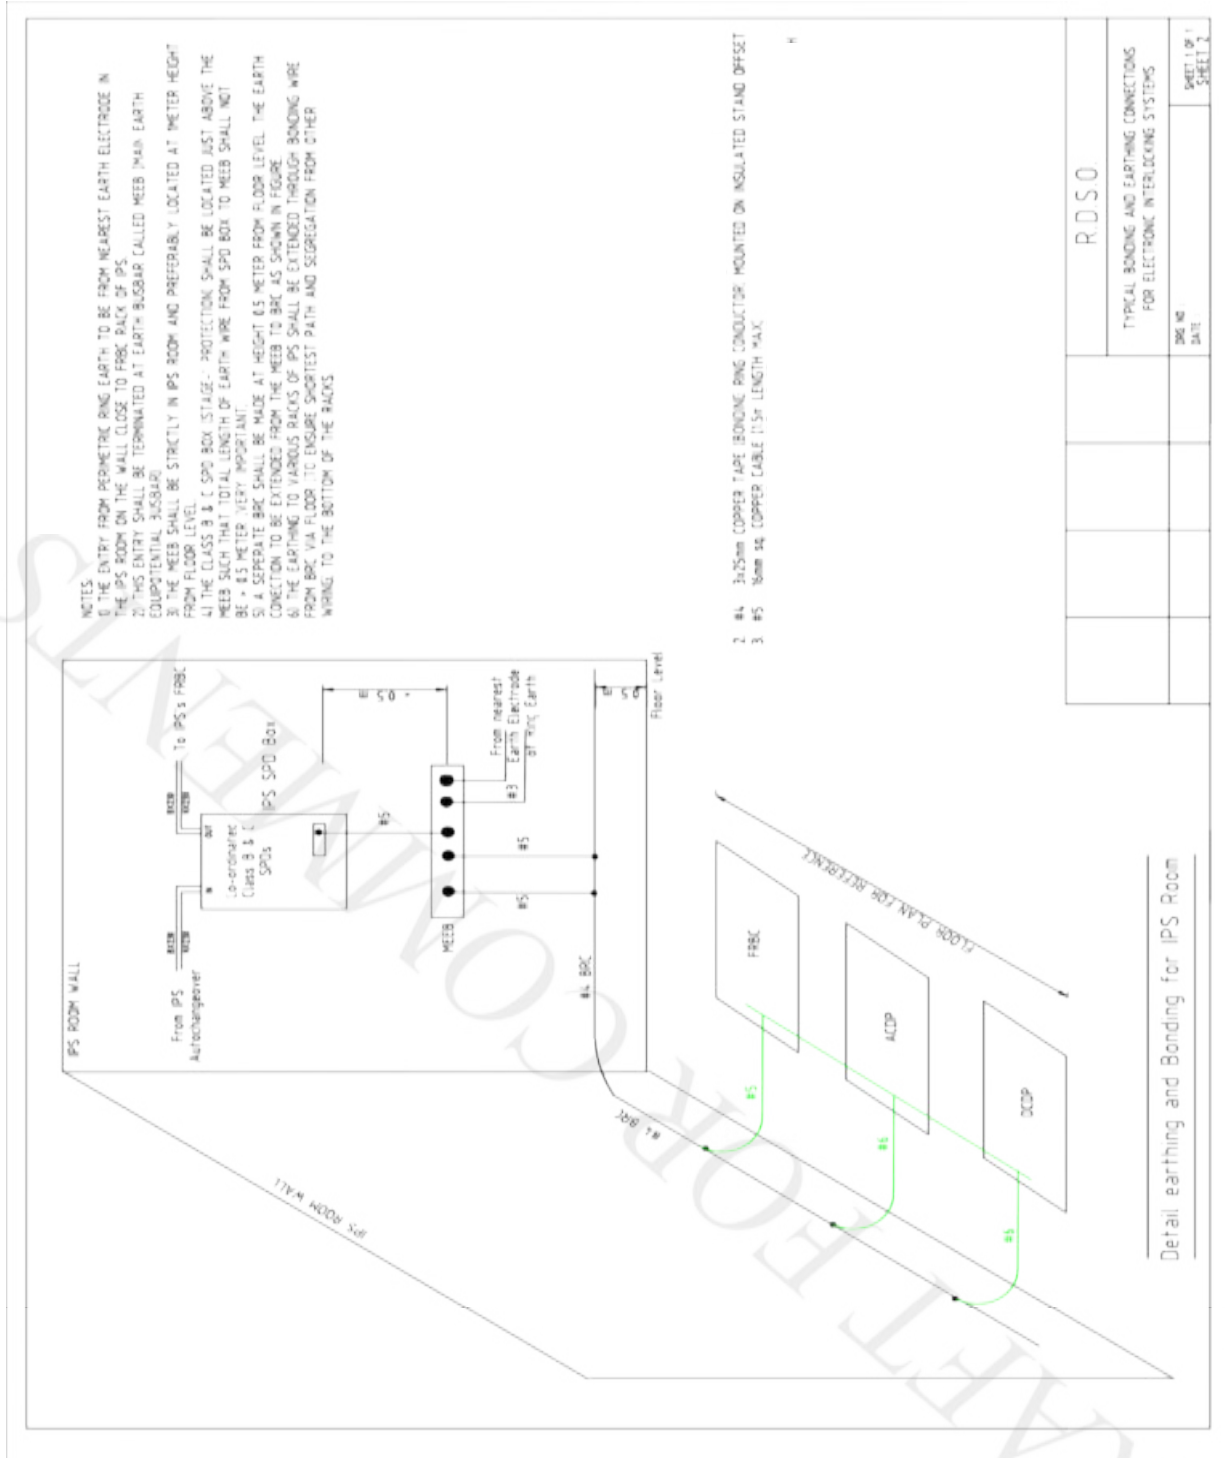 NOTES:
1) THE ENTRY FROM PERIMETRIC RING EARTH TO BE FROM NEAREST EARTH ELECTRODE IN
THE IPS ROOM ON THE WALL CLOSE TO FRBC RACK OF IPS.
2) THIS ENTRY SHALL BE TERMINATED AT EARTH BUSBAR CALLED MEEB (MAIN EARTH
EQUIPOTENTIAL BUSBAR)
3) THE MEEB SHALL BE STRICTLY IN IPS ROOM AND PREFERABLY LOCATED AT 1METER HEIGHT
FROM FLOOR LEVEL.
4) THE CLASS B & C SPD BOX (STAGE-1 PROTECTION) SHALL BE LOCATED JUST ABOVE THE
MEEB SUCH THAT TOTAL LENGTH OF EARTH WIRE FROM SPD BOX TO MEEB SHALL NOT
BE > 0.5 METER (VERY IMPORTANT.
5) A SEPERATE BRC SHALL BE MADE AT HEIGHT 0.5 METER FROM FLOOR LEVEL. THE EARTH
CONECTION TO BE EXTENDED FROM THE MEEB TO BRC AS SHOWN IN FIGURE.
6) THE EARTHING TO VARIOUS RACKS OF IPS SHALL BE EXTENDED THROUGH BONDING WIRE
FROM BRC VIA FLOOR (TO ENSURE SHORTEST PATH AND SEGREGATION FROM OTHER
WIRING) TO THE BOTTOM OF THE RACKS.
2. #4 3x25mm COPPER TAPE (BONDING RING CONDUCTOR) MOUNTED ON INSULATED STAND OFFSET
3. #5 16mm sq. COPPER CABLE (1.5m LENGTH MAX)
IPS ROOM WALL
From IPS
Autochangeover
To IPS's FRBC
IN
OUT
Co-ordinated
Class B & C
SPDs
IPS SPD Box
#5
0.5 m
MEEB
#3
From nearest
Earth Electrode
of Ring Earth
#5
#5
#4 BRC
0.5 m
Floor Level
#4 BRC
IPS ROOM WALL
FRBC
ACDP
DCDP
#5
#6
#6
FLOOR PLAN FOR REFERENCE
Detail earthing and Bonding for IPS Room
R.D.S.O.
TYPICAL BONDING AND EARTHING CONNECTIONS
FOR ELECTRONIC INTERLOCKING SYSTEMS
DRG NO :
DATE :
SHEET 1 OF 1
SHEET 2
AFT FOR COMMENTS